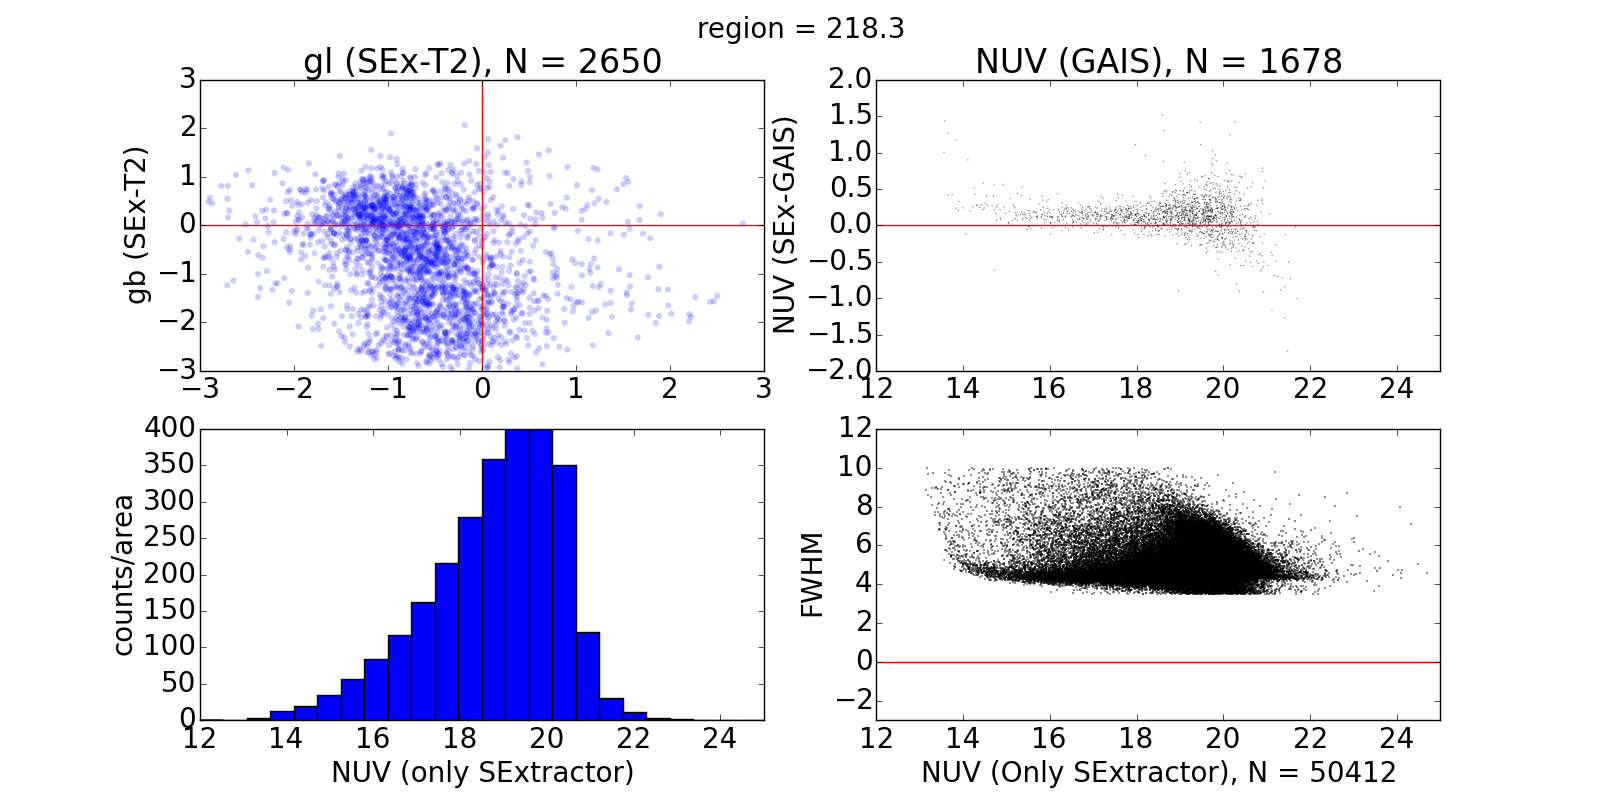 region = 218.3
gl (SEx-T2), N = 2650
NUV (GAIS), N = 1678
gb (SEx-T2)
3
2
1
0
−1
−2
−3
−3 −2 −1 0 1 2 3
NUV (SEx-GAIS)
2.0
1.5
1.0
0.5
0.0
−0.5
−1.0
−1.5
−2.0
12 14 16 18 20 22 24
counts/area
400
350
300
250
200
150
100
50
0
12 14 16 18 20 22 24
NUV (only SExtractor)
FWHM
12
10
8
6
4
2
0
−2
12 14 16 18 20 22 24
NUV (Only SExtractor), N = 50412